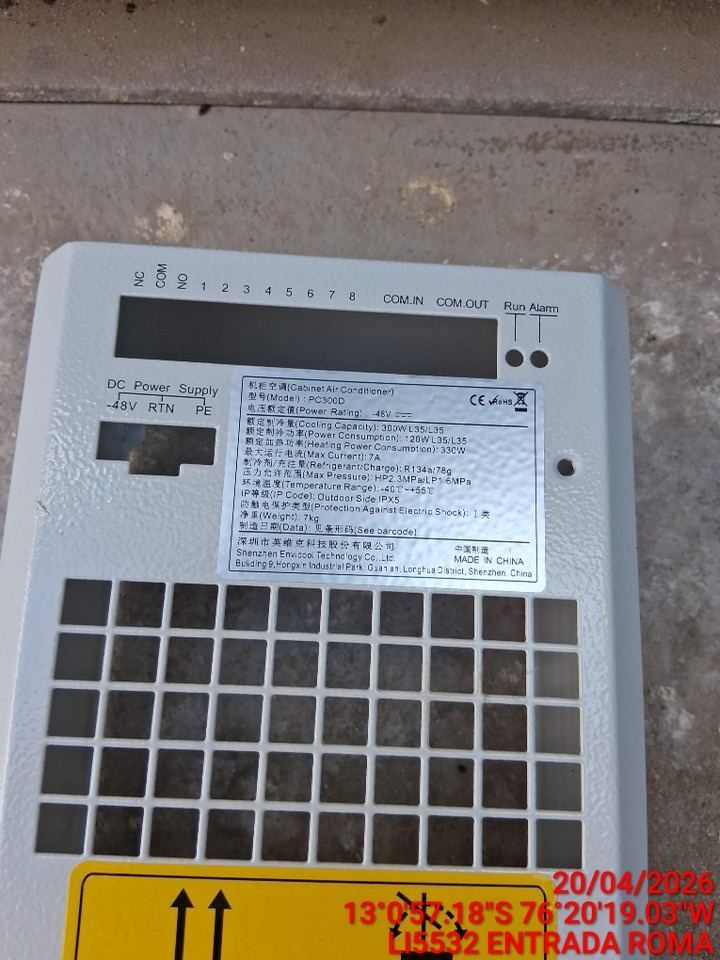 NC COM NO 1 2 3 4 5 6 7 8 COM.IN COM.OUT Run Alarm
DC Power Supply
-48V RTN PE
机柜空调(Cabinet Air Conditioner)
型号(Model) : PC300D
电压额定值(Power Rating) : -48V
CE RoHS
额定制冷量(Cooling Capacity): 300W L35/L35
额定制冷功率(Power Consumption): 120W L35/L35
额定加热功率(Heating Power Consumption): 330W
最大运行电流(Max Current): 7A
制冷剂/充注量(Refrigerant/Charge): R134a/78g
压力允许范围(Max Pressure): HP2.3MPa/LP1.6MPa
环境温度(Temperature Range): -40℃~+55℃
IP等级(IP Code): Outdoor Side IPX5
防触电保护类型(Protection Against Electric Shock): I 类
净重(Weight): 7kg
制造日期(Data): 见条形码(See barcode)
深圳市英维克科技股份有限公司
Shenzhen Envicool Technology Co.,Ltd.
中国制造
MADE IN CHINA
Building 9, Hongxin Industrial Park, Guanlan, Longhua District, Shenzhen, China
20/04/2026
13°0'57.18"S 76°20'19.03"W
LI5532 ENTRADA ROMA